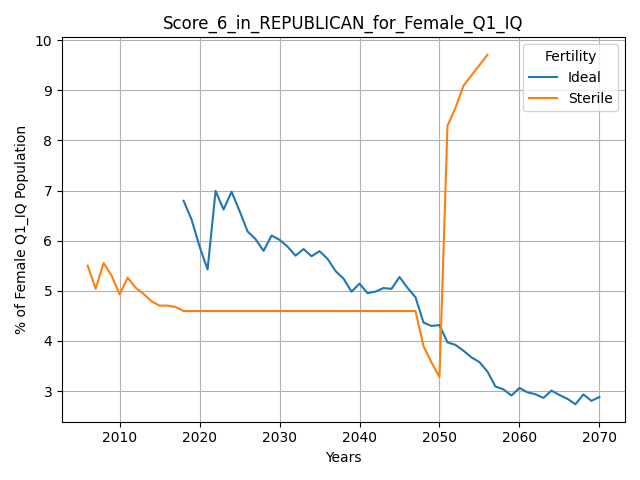 Score_6_in_REPUBLICAN_for_Female_Q1_IQ
% of Female Q1_IQ Population
10
9
8
7
6
5
4
3
Fertility
Ideal
Sterile
2010 2020 2030 2040 2050 2060 2070
Years